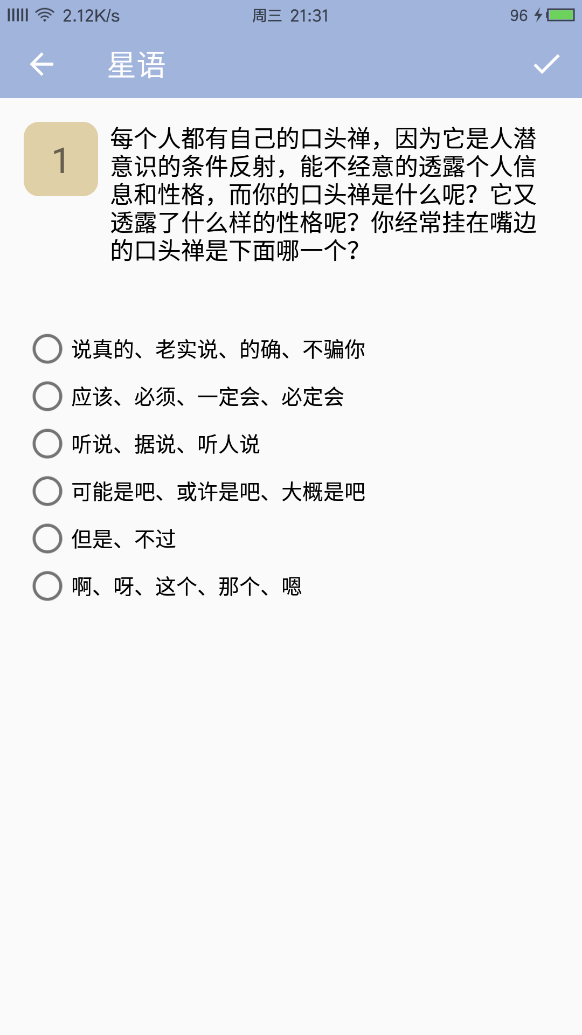 2.12K/s 周三 21:31 96
星语
1
每个人都有自己的口头禅，因为它是人潜
意识的条件反射，能不经意的透露个人信
息和性格，而你的口头禅是什么呢？它又
透露了什么样的性格呢？你经常挂在嘴边
的口头禅是下面哪一个？
说真的、老实说、的确、不骗你
应该、必须、一定会、必定会
听说、据说、听人说
可能是吧、或许是吧、大概是吧
但是、不过
啊、呀、这个、那个、嗯